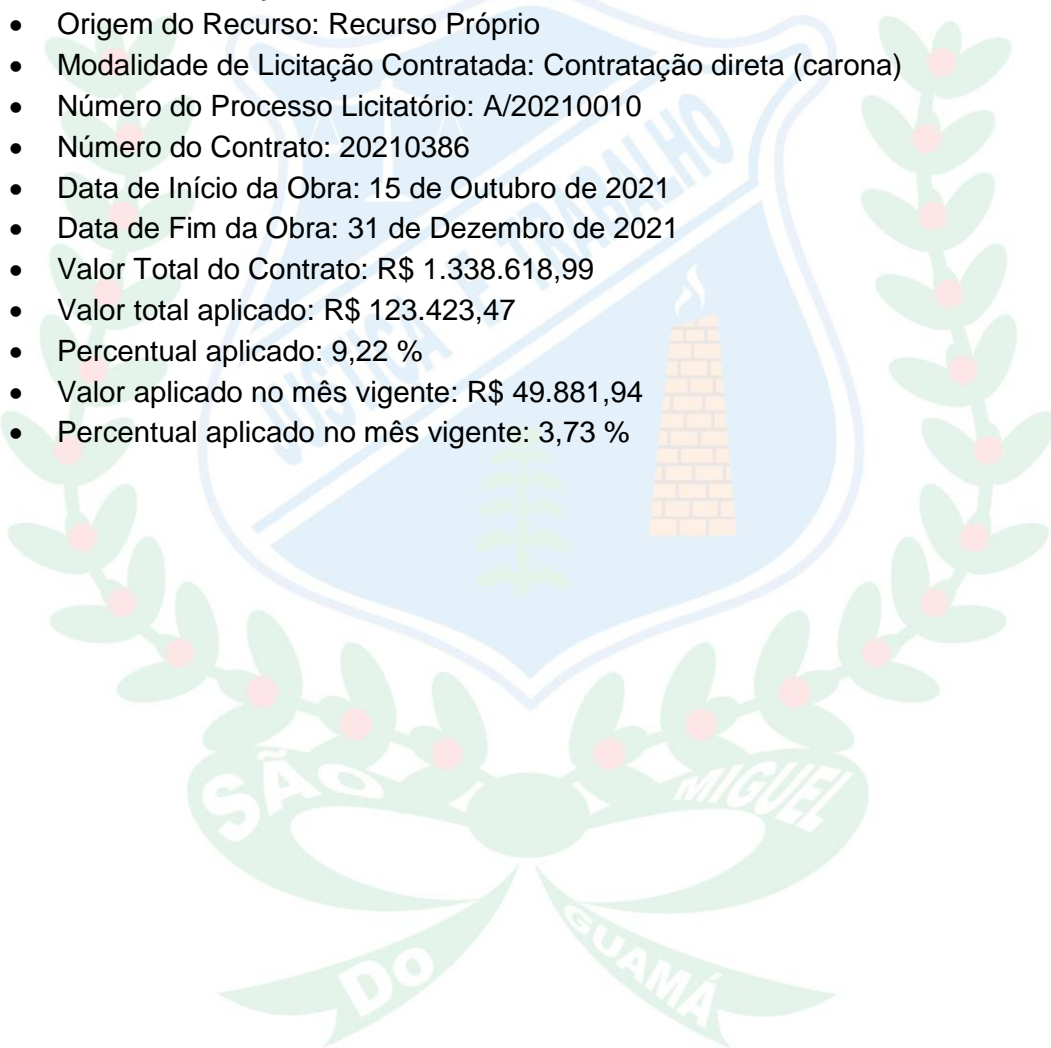 • Origem do Recurso: Recurso Próprio
• Modalidade de Licitação Contratada: Contratação direta (carona)
• Número do Processo Licitatório: A/20210010
• Número do Contrato: 20210386
• Data de Início da Obra: 15 de Outubro de 2021
• Data de Fim da Obra: 31 de Dezembro de 2021
• Valor Total do Contrato: R$ 1.338.618,99
• Valor total aplicado: R$ 123.423,47
• Percentual aplicado: 9,22 %
• Valor aplicado no mês vigente: R$ 49.881,94
• Percentual aplicado no mês vigente: 3,73 %
JUSTIÇA E TRABALHO
SÃO MIGUEL
DO GUAMÁ